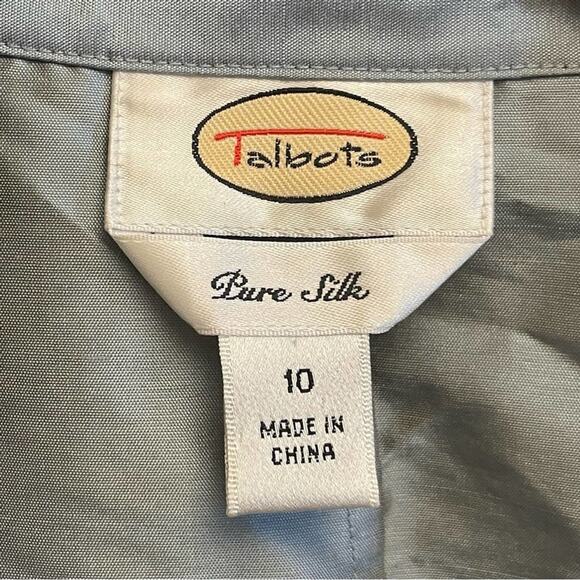 Talbots
Pure Silk
10
MADE IN
CHINA